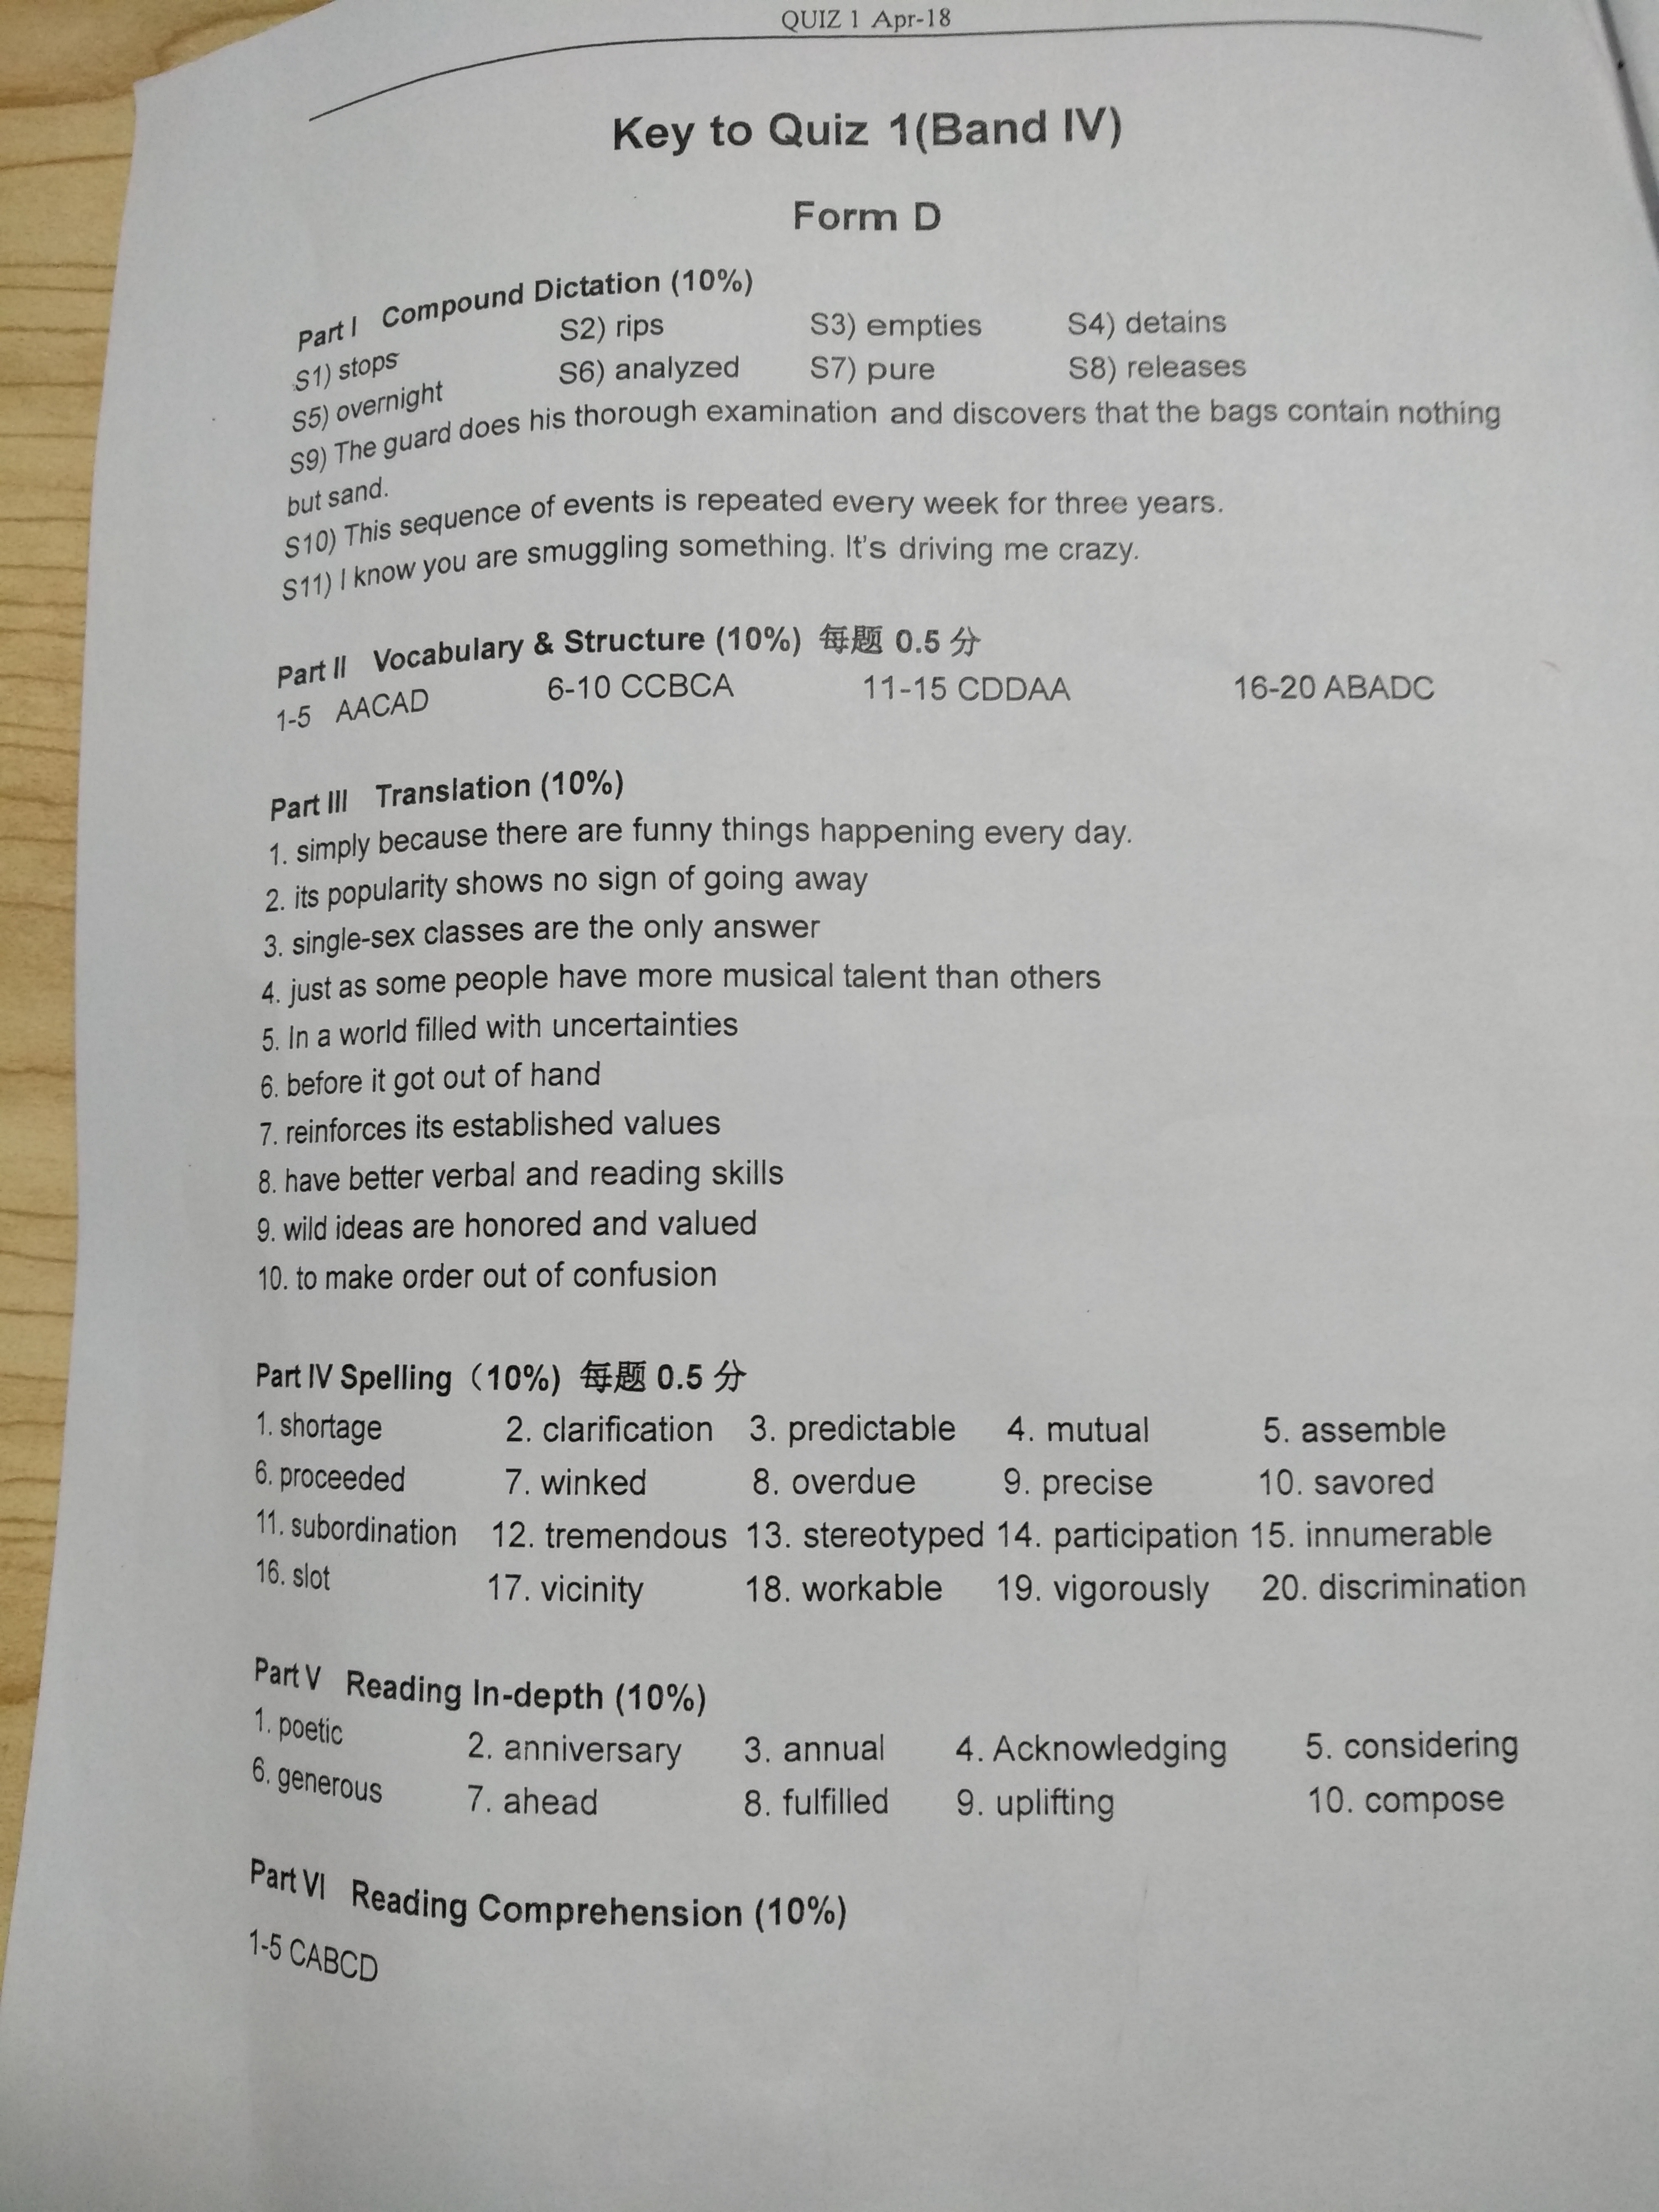 QUIZ 1 Apr-18
Key to Quiz 1(Band IV)
Form D
Part I Compound Dictation (10%)
S1) stops S2) rips S3) empties S4) detains
S5) overnight S6) analyzed S7) pure S8) releases
S9) The guard does his thorough examination and discovers that the bags contain nothing
but sand.
S10) This sequence of events is repeated every week for three years.
S11) I know you are smuggling something. It's driving me crazy.
Part II Vocabulary & Structure (10%) 每题 0.5 分
1-5 AACAD 6-10 CCBCA 11-15 CDDAA 16-20 ABADC
Part III Translation (10%)
1. simply because there are funny things happening every day.
2. its popularity shows no sign of going away
3. single-sex classes are the only answer
4. just as some people have more musical talent than others
5. In a world filled with uncertainties
6. before it got out of hand
7. reinforces its established values
8. have better verbal and reading skills
9. wild ideas are honored and valued
10. to make order out of confusion
Part IV Spelling（10%) 每题 0.5 分
1. shortage 2. clarification 3. predictable 4. mutual 5. assemble
6. proceeded 7. winked 8. overdue 9. precise 10. savored
11. subordination 12. tremendous 13. stereotyped 14. participation 15. innumerable
16. slot 17. vicinity 18. workable 19. vigorously 20. discrimination
Part V Reading In-depth (10%)
1. poetic 2. anniversary 3. annual 4. Acknowledging 5. considering
6. generous 7. ahead 8. fulfilled 9. uplifting 10. compose
Part VI Reading Comprehension (10%)
1-5 CABCD